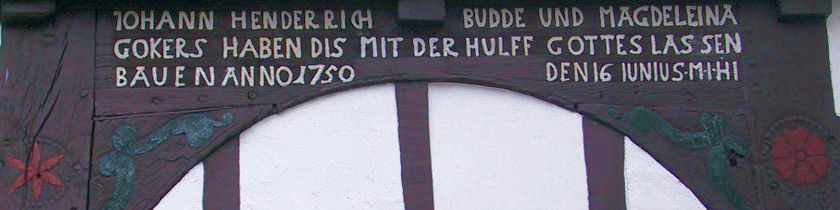 IOHANN HENDERRICH BUDDE UND MAGDELEINA
GOKERS HABEN DIS MIT DER HULFF GOTTES LASSEN
BAUEN ANNO 1750 DEN 16 IUNIUS·M·I·HI